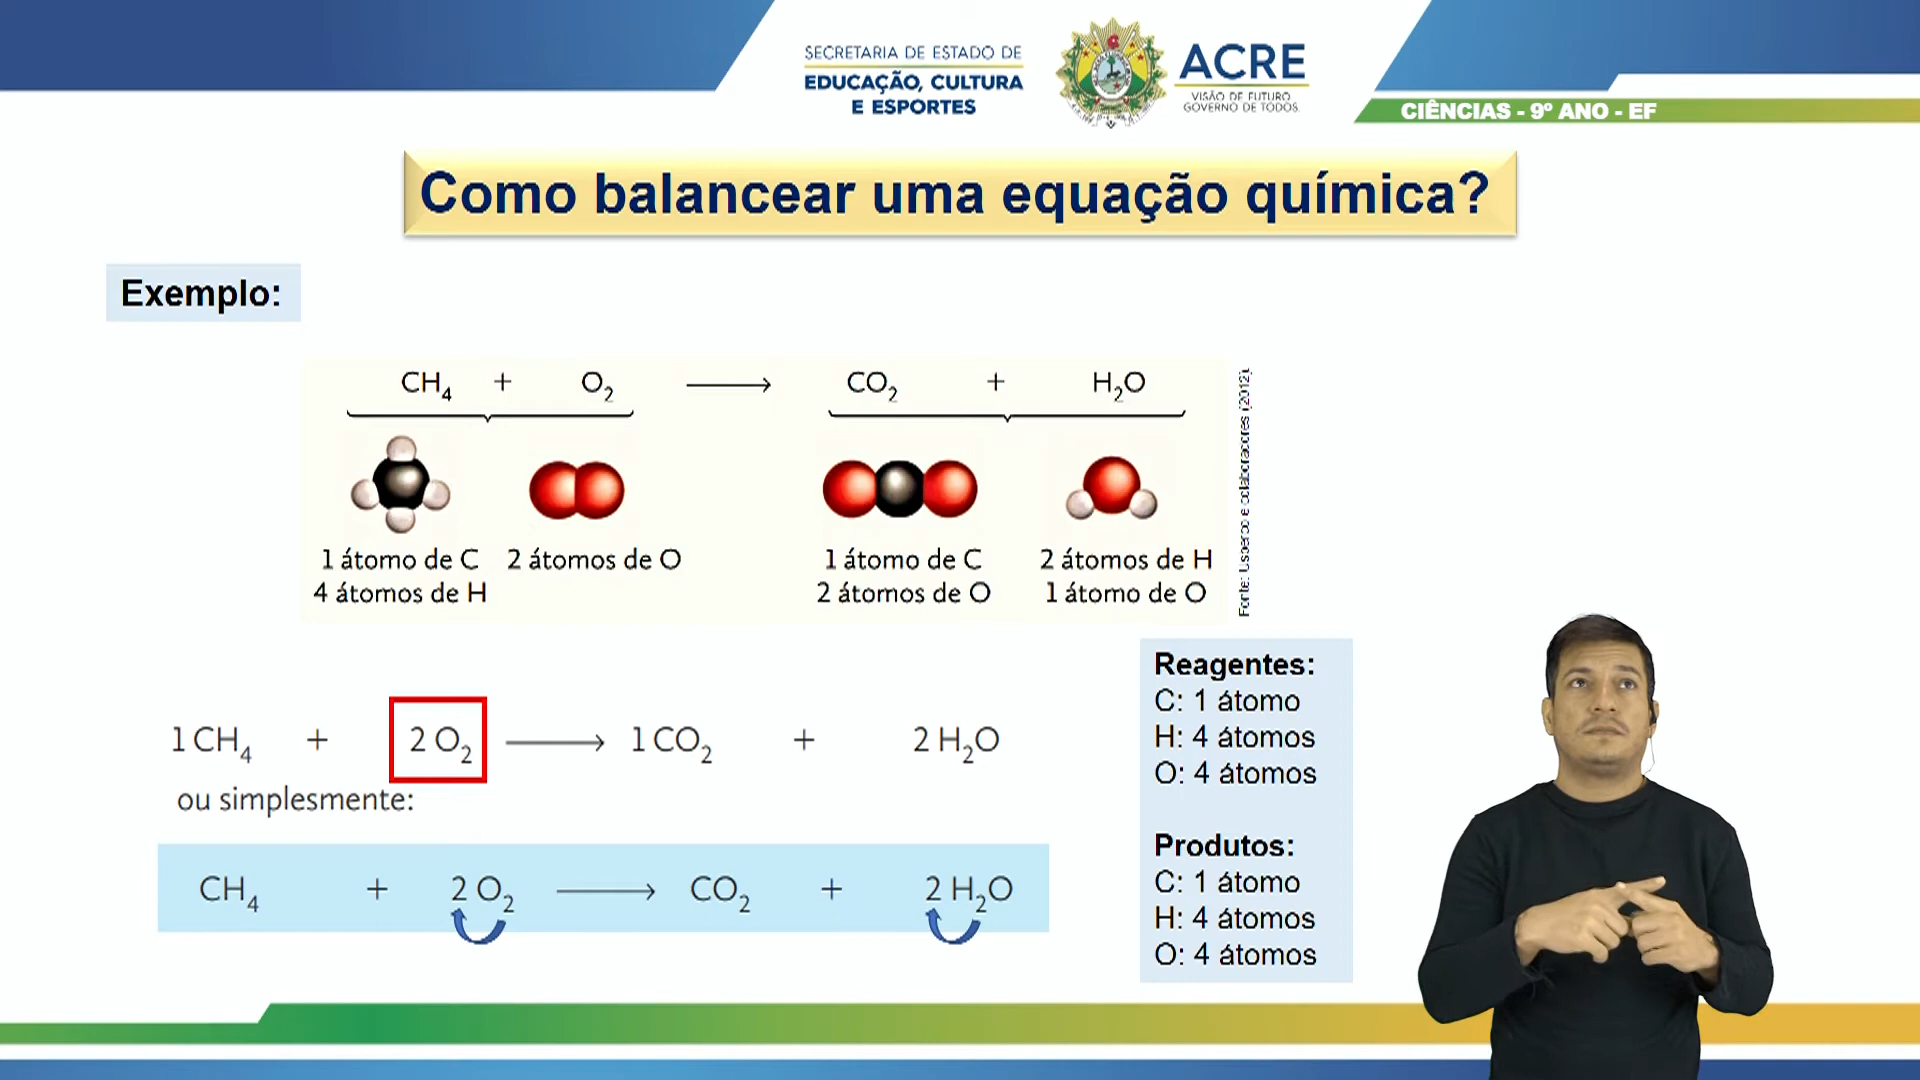 SECRETARIA DE ESTADO DE
EDUCAÇÃO, CULTURA
E ESPORTES
ACRE
VISÃO DE FUTURO
GOVERNO DE TODOS
CIÊNCIAS - 9º ANO - EF
Como balancear uma equação química?
Exemplo:
CH₄ + O₂ ⟶ CO₂ + H₂O
1 átomo de C 2 átomos de O 1 átomo de C 2 átomos de H
4 átomos de H 2 átomos de O 1 átomo de O
Fonte: Usberco e colaboradores (2012).
1 CH₄ + 2 O₂ ⟶ 1 CO₂ + 2 H₂O
ou simplesmente:
CH₄ + 2 O₂ ⟶ CO₂ + 2 H₂O
Reagentes:
C: 1 átomo
H: 4 átomos
O: 4 átomos
Produtos:
C: 1 átomo
H: 4 átomos
O: 4 átomos